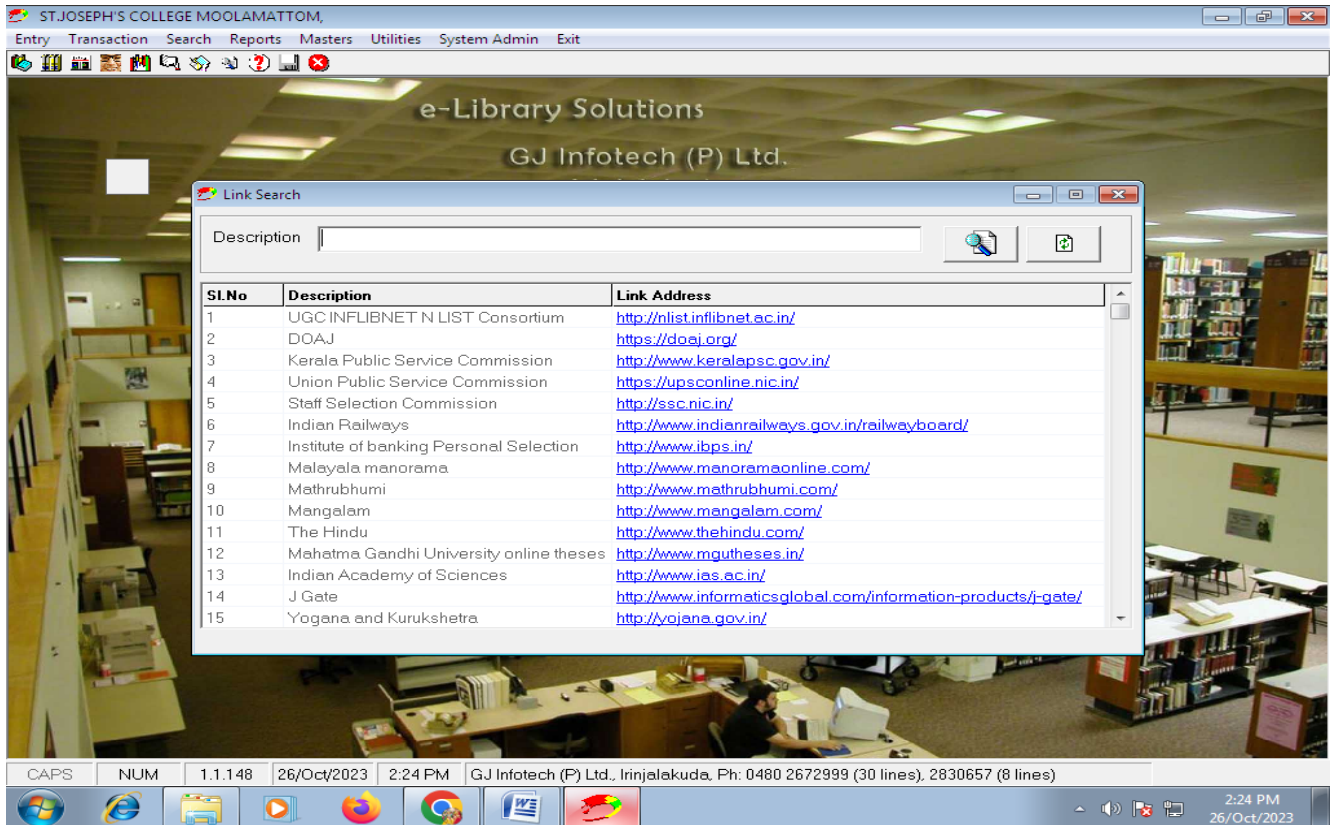 ST.JOSEPH'S COLLEGE MOOLAMATTOM,
Entry Transaction Search Reports Masters Utilities System Admin Exit
e-Library Solutions
GJ Infotech (P) Ltd.
Link Search
Description
Sl.No Description Link Address
1 UGC INFLIBNET N LIST Consortium http://nlist.inflibnet.ac.in/
2 DOAJ https://doaj.org/
3 Kerala Public Service Commission http://www.keralapsc.gov.in/
4 Union Public Service Commission https://upsconline.nic.in/
5 Staff Selection Commission http://ssc.nic.in/
6 Indian Railways http://www.indianrailways.gov.in/railwayboard/
7 Institute of banking Personal Selection http://www.ibps.in/
8 Malayala manorama http://www.manoramaonline.com/
9 Mathrubhumi http://www.mathrubhumi.com/
10 Mangalam http://www.mangalam.com/
11 The Hindu http://www.thehindu.com/
12 Mahatma Gandhi University online theses http://www.mgutheses.in/
13 Indian Academy of Sciences http://www.ias.ac.in/
14 J Gate http://www.informaticsglobal.com/information-products/j-gate/
15 Yogana and Kurukshetra http://yojana.gov.in/
CAPS NUM 1.1.148 26/Oct/2023 2:24 PM GJ Infotech (P) Ltd., Irinjalakuda, Ph: 0480 2672999 (30 lines), 2830657 (8 lines)
2:24 PM
26/Oct/2023